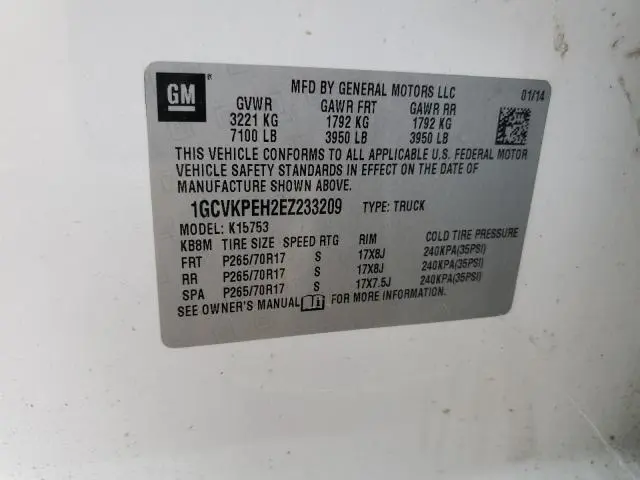 GM
MFD BY GENERAL MOTORS LLC 01/14
GVWR GAWR FRT GAWR RR
3221 KG 1792 KG 1792 KG
7100 LB 3950 LB 3950 LB
THIS VEHICLE CONFORMS TO ALL APPLICABLE U.S. FEDERAL MOTOR
VEHICLE SAFETY STANDARDS IN EFFECT ON THE DATE OF
MANUFACTURE SHOWN ABOVE.
1GCVKPEH2EZ233209 TYPE: TRUCK
MODEL: K15753
KB8M TIRE SIZE SPEED RTG RIM COLD TIRE PRESSURE
FRT P265/70R17 S 17X8J 240KPA(35PSI)
RR P265/70R17 S 17X8J 240KPA(35PSI)
SPA P265/70R17 S 17X7.5J 240KPA(35PSI)
SEE OWNER'S MANUAL FOR MORE INFORMATION.